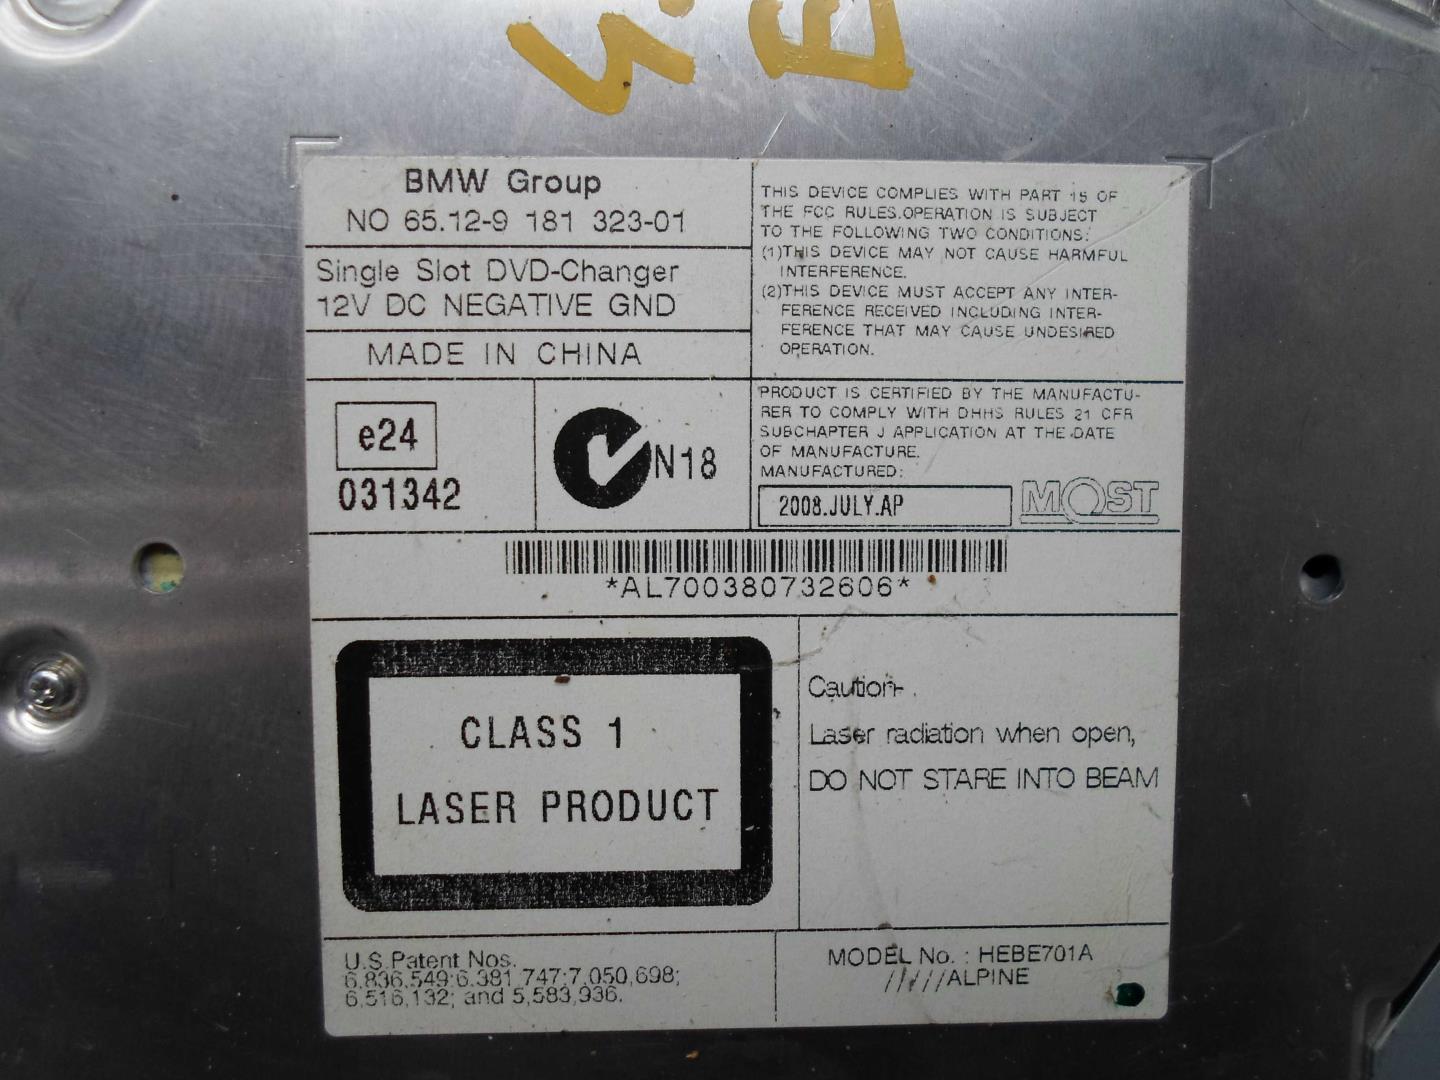 BMW Group
NO 65.12-9 181 323-01
Single Slot DVD-Changer
12V DC NEGATIVE GND
MADE IN CHINA
THIS DEVICE COMPLIES WITH PART 15 OF
THE FCC RULES.OPERATION IS SUBJECT
TO THE FOLLOWING TWO CONDITIONS:
(1)THIS DEVICE MAY NOT CAUSE HARMFUL
INTERFERENCE.
(2)THIS DEVICE MUST ACCEPT ANY INTER-
FERENCE RECEIVED INCLUDING INTER-
FERENCE THAT MAY CAUSE UNDESIRED
OPERATION.
e24
031342
N18
PRODUCT IS CERTIFIED BY THE MANUFACTU-
RER TO COMPLY WITH DHHS RULES 21 CFR
SUBCHAPTER J APPLICATION AT THE DATE
OF MANUFACTURE.
MANUFACTURED:
2008.JULY.AP
MOST
*AL700380732606*
CLASS 1
LASER PRODUCT
Caution-.
Laser radiation when open,
DO NOT STARE INTO BEAM
U.S.Patent Nos.
6,836,549;6,381,747;7,050,698;
6,516,132; and 5,583,936.
MODEL No. : HEBE701A
ALPINE